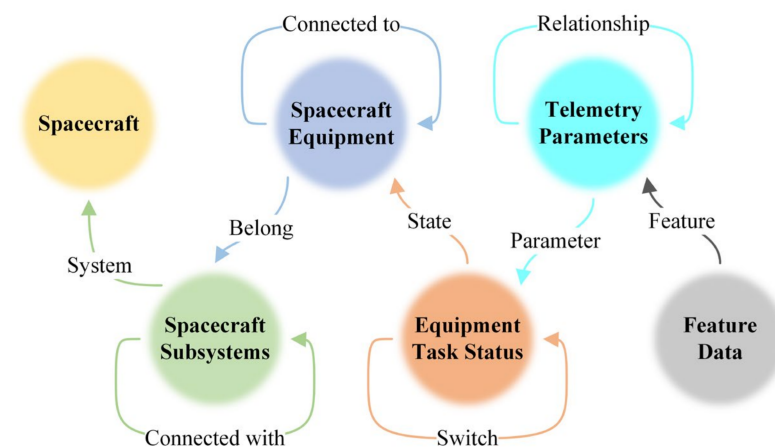 Connected to
Relationship
Spacecraft
Spacecraft
Equipment
Telemetry
Parameters
Belong
State
Parameter
Feature
System
Spacecraft
Subsystems
Equipment
Task Status
Feature
Data
Connected with
Switch